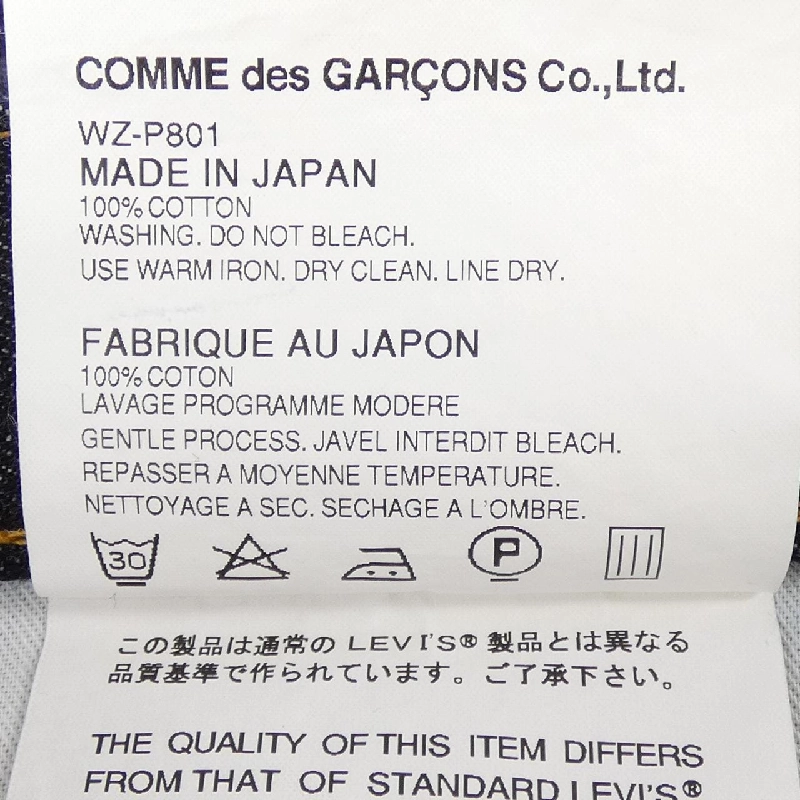 COMME des GARÇONS Co.,Ltd.
WZ-P801
MADE IN JAPAN
100% COTTON
WASHING. DO NOT BLEACH.
USE WARM IRON. DRY CLEAN. LINE DRY.
FABRIQUE AU JAPON
100% COTON
LAVAGE PROGRAMME MODERE
GENTLE PROCESS. JAVEL INTERDIT BLEACH.
REPASSER A MOYENNE TEMPERATURE.
NETTOYAGE A SEC. SECHAGE A L'OMBRE.
30 P
この製品は通常の LEVI'S® 製品とは異なる
品質基準で作られています。ご了承下さい。
THE QUALITY OF THIS ITEM DIFFERS
FROM THAT OF STANDARD LEVI'S®